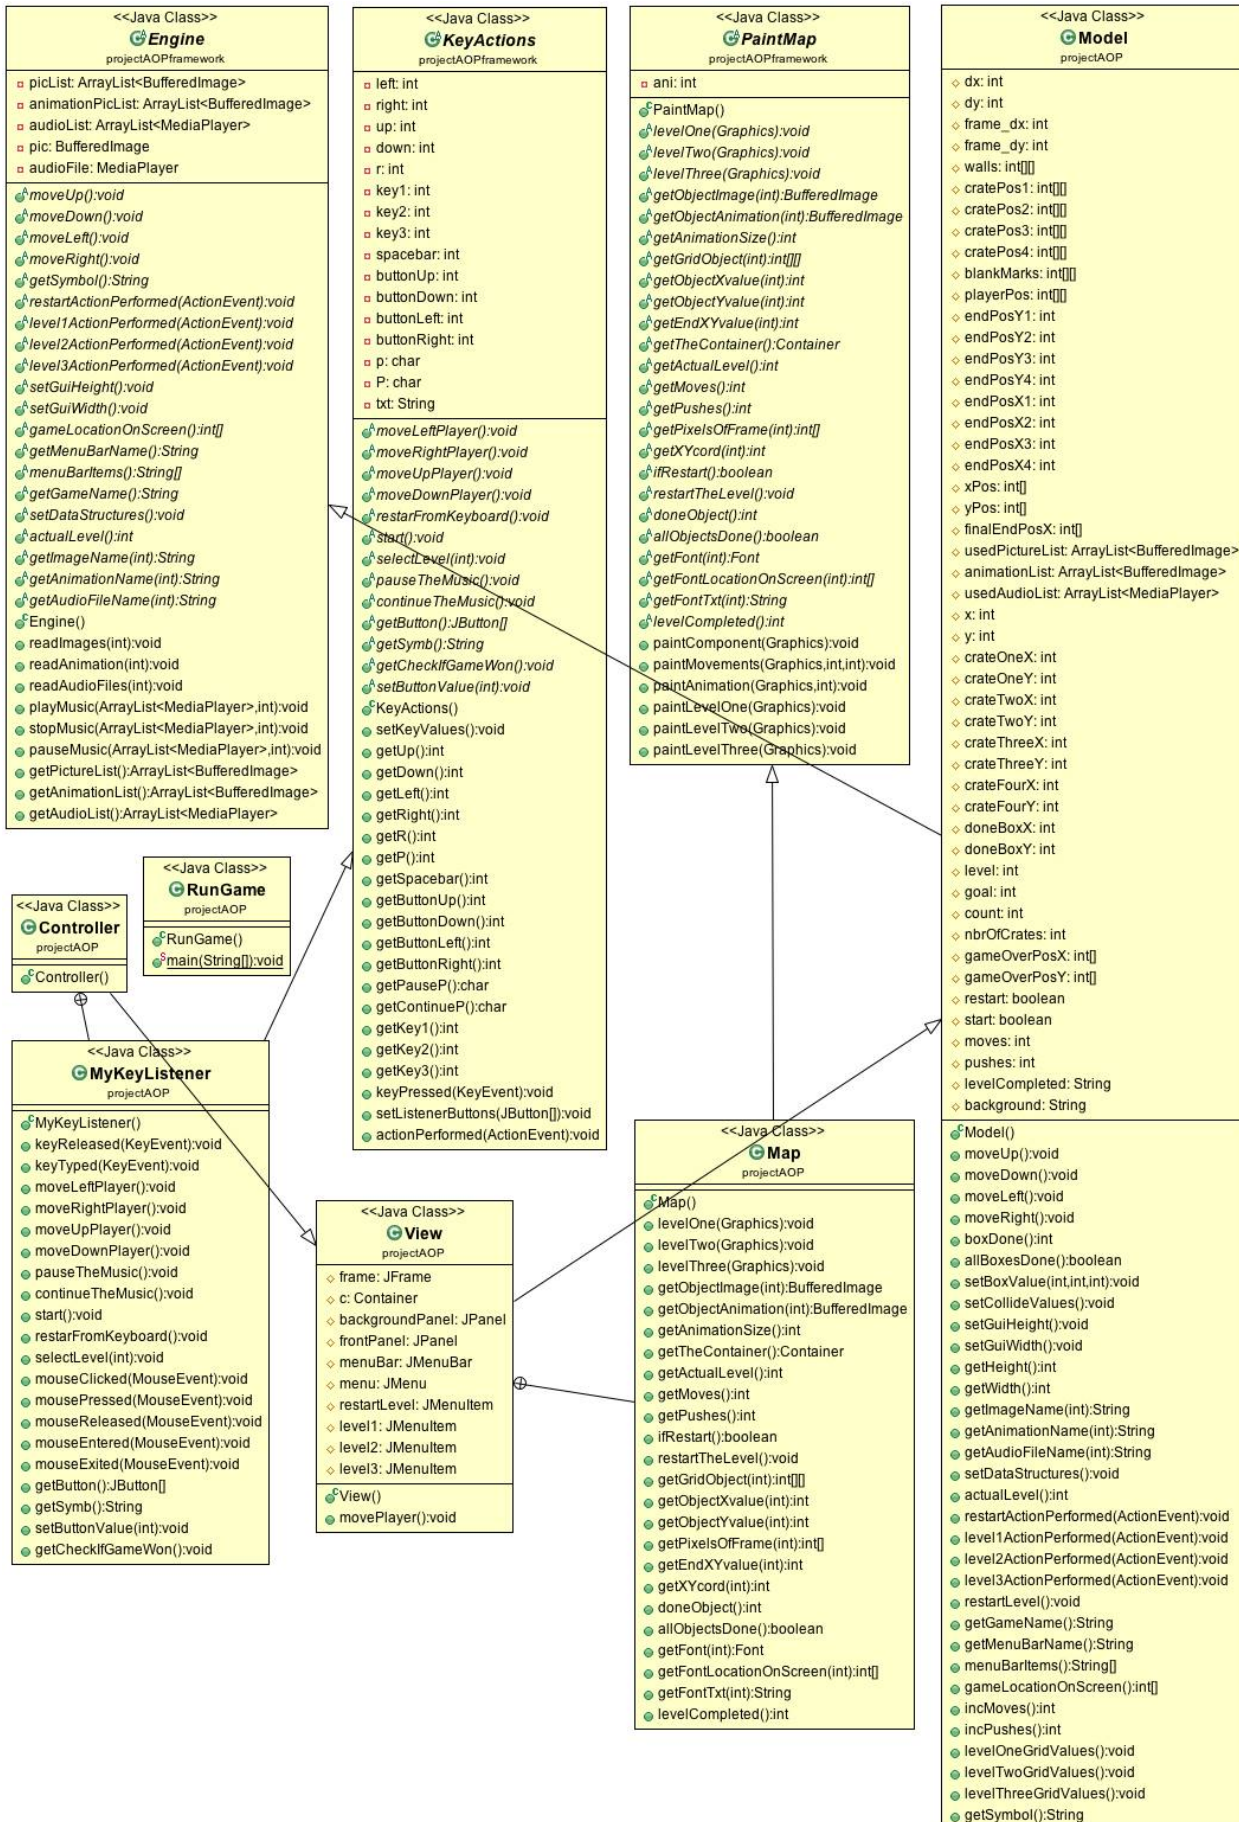 <<Java Class>>
Engine
projectAOPframework
picList: ArrayList<BufferedImage>
animationPicList: ArrayList<BufferedImage>
audioList: ArrayList<MediaPlayer>
pic: BufferedImage
audioFile: MediaPlayer
moveUp():void
moveDown():void
moveLeft():void
moveRight():void
getSymbol():String
restartActionPerformed(ActionEvent):void
level1ActionPerformed(ActionEvent):void
level2ActionPerformed(ActionEvent):void
level3ActionPerformed(ActionEvent):void
setGuiHeight():void
setGuiWidth():void
gameLocationOnScreen():int[]
getMenuBarName():String
menuBarItems():String[]
getGameName():String
setDataStructures():void
actualLevel():int
getImageName(int):String
getAnimationName(int):String
getAudioFileName(int):String
Engine()
readImages(int):void
readAnimation(int):void
readAudioFiles(int):void
playMusic(ArrayList<MediaPlayer>,int):void
stopMusic(ArrayList<MediaPlayer>,int):void
pauseMusic(ArrayList<MediaPlayer>,int):void
getPictureList():ArrayList<BufferedImage>
getAnimationList():ArrayList<BufferedImage>
getAudioList():ArrayList<MediaPlayer>
<<Java Class>>
KeyActions
projectAOPframework
left: int
right: int
up: int
down: int
r: int
key1: int
key2: int
key3: int
spacebar: int
buttonUp: int
buttonDown: int
buttonLeft: int
buttonRight: int
p: char
P: char
txt: String
moveLeftPlayer():void
moveRightPlayer():void
moveUpPlayer():void
moveDownPlayer():void
restarFromKeyboard():void
start():void
selectLevel(int):void
pauseTheMusic():void
continueTheMusic():void
getButton():JButton[]
getSymb():String
getCheckIfGameWon():void
setButtonValue(int):void
KeyActions()
setKeyValues():void
getUp():int
getDown():int
getLeft():int
getRight():int
getR():int
getP():int
getSpacebar():int
getButtonUp():int
getButtonDown():int
getButtonLeft():int
getButtonRight():int
getPauseP():char
getContinueP():char
getKey1():int
getKey2():int
getKey3():int
keyPressed(KeyEvent):void
setListenerButtons(JButton[]):void
actionPerformed(ActionEvent):void
<<Java Class>>
PaintMap
projectAOPframework
ani: int
PaintMap()
levelOne(Graphics):void
levelTwo(Graphics):void
levelThree(Graphics):void
getObjectImage(int):BufferedImage
getObjectAnimation(int):BufferedImage
getAnimationSize():int
getGridObject(int):int[][]
getObjectXvalue(int):int
getObjectYvalue(int):int
getEndXYvalue(int):int
getTheContainer():Container
getActualLevel():int
getMoves():int
getPushes():int
getPixelsOfFrame(int):int[]
getXYcord(int):int
ifRestart():boolean
restartTheLevel():void
doneObject():int
allObjectsDone():boolean
getFont(int):Font
getFontLocationOnScreen(int):int[]
getFontTxt(int):String
levelCompleted():int
paintComponent(Graphics):void
paintMovements(Graphics,int,int):void
paintAnimation(Graphics,int):void
paintLevelOne(Graphics):void
paintLevelTwo(Graphics):void
paintLevelThree(Graphics):void
<<Java Class>>
Model
projectAOP
dx: int
dy: int
frame_dx: int
frame_dy: int
walls: int[][]
cratePos1: int[][]
cratePos2: int[][]
cratePos3: int[][]
cratePos4: int[][]
blankMarks: int[][]
playerPos: int[][]
endPosY1: int
endPosY2: int
endPosY3: int
endPosY4: int
endPosX1: int
endPosX2: int
endPosX3: int
endPosX4: int
xPos: int[]
yPos: int[]
finalEndPosX: int[]
usedPictureList: ArrayList<BufferedImage>
animationList: ArrayList<BufferedImage>
usedAudioList: ArrayList<MediaPlayer>
x: int
y: int
crateOneX: int
crateOneY: int
crateTwoX: int
crateTwoY: int
crateThreeX: int
crateThreeY: int
crateFourX: int
crateFourY: int
doneBoxX: int
doneBoxY: int
level: int
goal: int
count: int
nbrOfCrates: int
gameOverPosX: int[]
gameOverPosY: int[]
restart: boolean
start: boolean
moves: int
pushes: int
levelCompleted: String
background: String
Model()
moveUp():void
moveDown():void
moveLeft():void
moveRight():void
boxDone():int
allBoxesDone():boolean
setBoxValue(int,int,int):void
setCollideValues():void
setGuiHeight():void
setGuiWidth():void
getHeight():int
getWidth():int
getImageName(int):String
getAnimationName(int):String
getAudioFileName(int):String
setDataStructures():void
actualLevel():int
restartActionPerformed(ActionEvent):void
level1ActionPerformed(ActionEvent):void
level2ActionPerformed(ActionEvent):void
level3ActionPerformed(ActionEvent):void
restartLevel():void
getGameName():String
getMenuBarName():String
menuBarItems():String[]
gameLocationOnScreen():int[]
incMoves():int
incPushes():int
levelOneGridValues():void
levelTwoGridValues():void
levelThreeGridValues():void
getSymbol():String
<<Java Class>>
Controller
projectAOP
Controller()
<<Java Class>>
RunGame
projectAOP
RunGame()
main(String[]):void
<<Java Class>>
MyKeyListener
projectAOP
MyKeyListener()
keyReleased(KeyEvent):void
keyTyped(KeyEvent):void
moveLeftPlayer():void
moveRightPlayer():void
moveUpPlayer():void
moveDownPlayer():void
pauseTheMusic():void
continueTheMusic():void
start():void
restarFromKeyboard():void
selectLevel(int):void
mouseClicked(MouseEvent):void
mousePressed(MouseEvent):void
mouseReleased(MouseEvent):void
mouseEntered(MouseEvent):void
mouseExited(MouseEvent):void
getButton():JButton[]
getSymb():String
setButtonValue(int):void
getCheckIfGameWon():void
<<Java Class>>
View
projectAOP
frame: JFrame
c: Container
backgroundPanel: JPanel
frontPanel: JPanel
menuBar: JMenuBar
menu: JMenu
restartLevel: JMenuItem
level1: JMenuItem
level2: JMenuItem
level3: JMenuItem
View()
movePlayer():void
<<Java Class>>
Map
projectAOP
Map()
levelOne(Graphics):void
levelTwo(Graphics):void
levelThree(Graphics):void
getObjectImage(int):BufferedImage
getObjectAnimation(int):BufferedImage
getAnimationSize():int
getTheContainer():Container
getActualLevel():int
getMoves():int
getPushes():int
ifRestart():boolean
restartTheLevel():void
getGridObject(int):int[][]
getObjectXvalue(int):int
getObjectYvalue(int):int
getPixelsOfFrame(int):int[]
getEndXYvalue(int):int
getXYcord(int):int
doneObject():int
allObjectsDone():boolean
getFont(int):Font
getFontLocationOnScreen(int):int[]
getFontTxt(int):String
levelCompleted():int